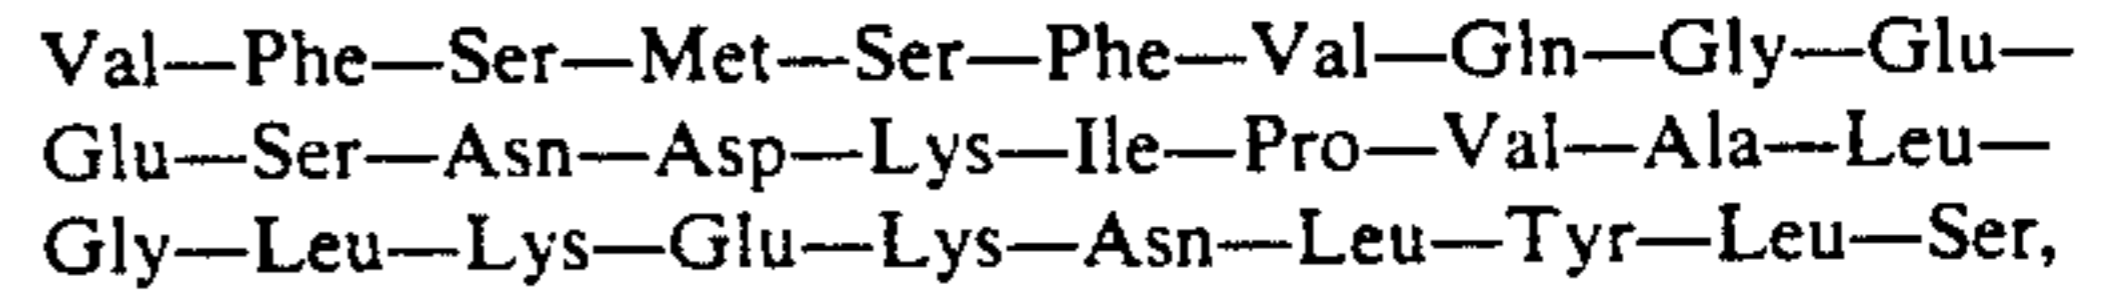 Val—Phe—Ser—Met—Ser—Phe—Val—Gln—Gly—Glu—
Glu—Ser—Asn—Asp—Lys—Ile—Pro—Val—Ala—Leu—
Gly—Leu—Lys—Glu—Lys—Asn—Leu—Tyr—Leu—Ser,